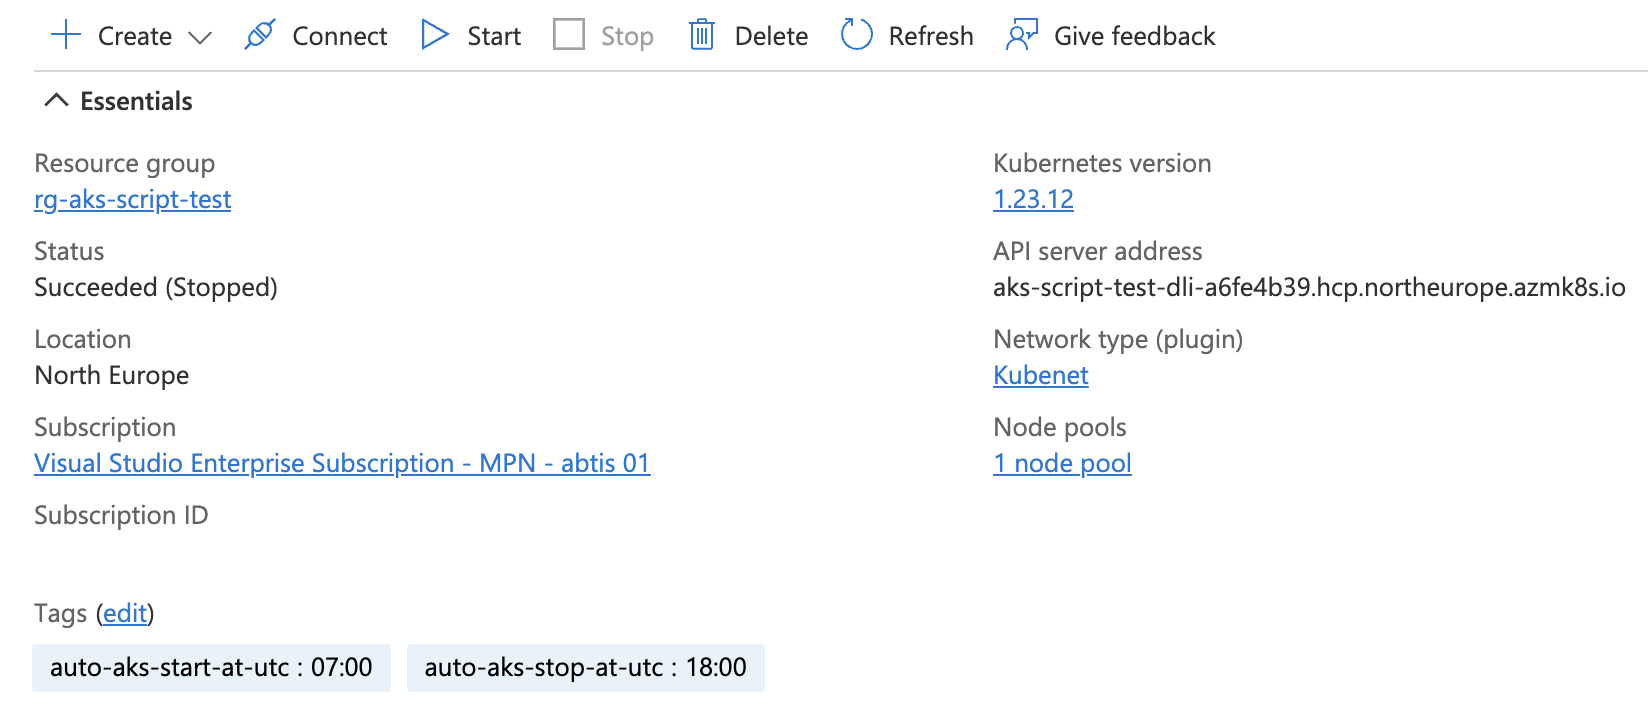 Create Connect Start Stop Delete Refresh Give feedback
Essentials
Resource group
rg-aks-script-test
Status
Succeeded (Stopped)
Location
North Europe
Subscription
Visual Studio Enterprise Subscription - MPN - abtis 01
Subscription ID
Kubernetes version
1.23.12
API server address
aks-script-test-dli-a6fe4b39.hcp.northeurope.azmk8s.io
Network type (plugin)
Kubenet
Node pools
1 node pool
Tags (edit)
auto-aks-start-at-utc : 07:00 auto-aks-stop-at-utc : 18:00